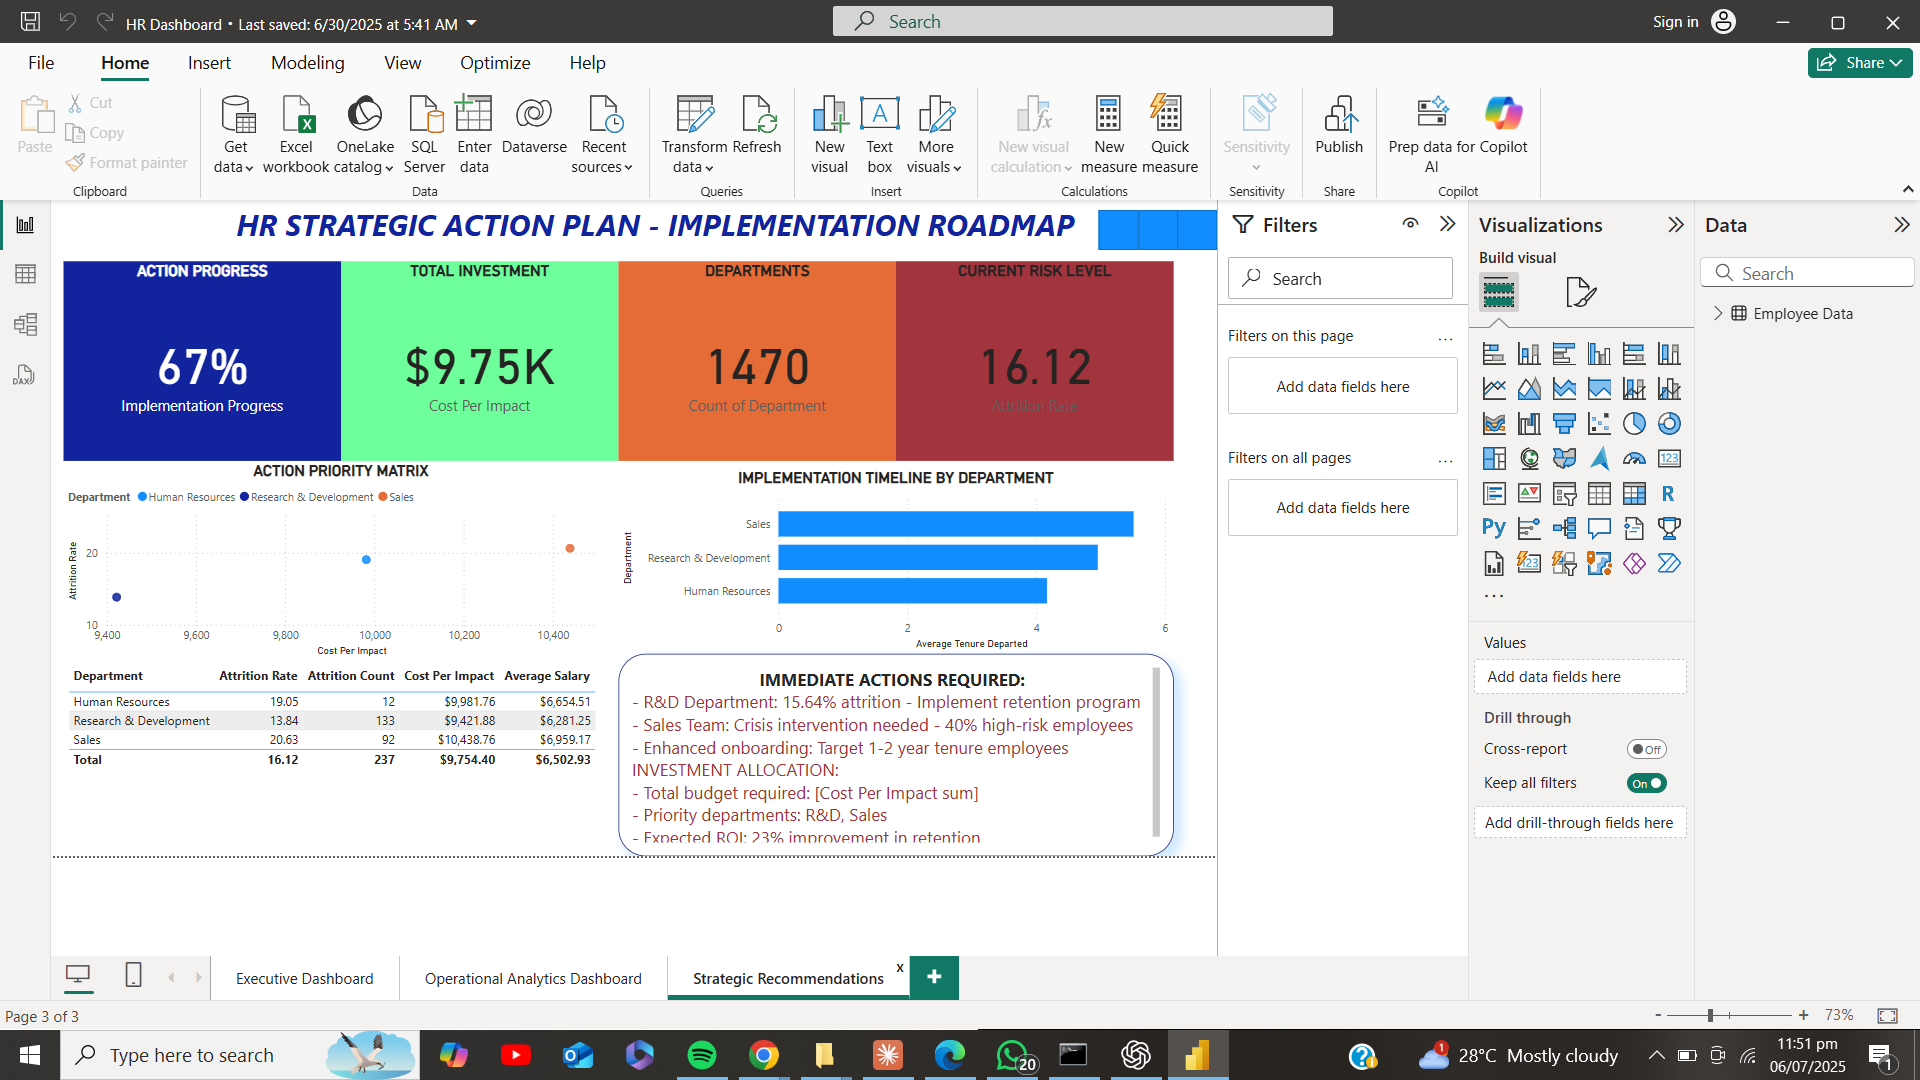 HR Dashboard • Last saved: 6/30/2025 at 5:41 AM
Search
Sign in
File
Home
Insert
Modeling
View
Optimize
Help
Share
Paste
Cut
Copy
Format painter
Clipboard
Get data
Excel workbook
OneLake catalog
SQL Server
Enter data
Dataverse
Recent sources
Data
Transform data
Refresh
Queries
New visual
Text box
More visuals
Insert
New visual calculation
New measure
Quick measure
Calculations
Sensitivity
Sensitivity
Publish
Share
Prep data for AI
Copilot
Copilot
HR STRATEGIC ACTION PLAN - IMPLEMENTATION ROADMAP
ACTION PROGRESS
67%
Implementation Progress
TOTAL INVESTMENT
$9.75K
Cost Per Impact
DEPARTMENTS
1470
Count of Department
CURRENT RISK LEVEL
16.12
Attrition Rate
ACTION PRIORITY MATRIX
Department Human Resources Research & Development Sales
Attrition Rate
20
10
9,400 9,600 9,800 10,000 10,200 10,400
Cost Per Impact
IMPLEMENTATION TIMELINE BY DEPARTMENT
Department
Sales
Research & Development
Human Resources
0 2 4 6
Average Tenure Departed
Department Attrition Rate Attrition Count Cost Per Impact Average Salary
Human Resources 19.05 12 $9,981.76 $6,654.51
Research & Development 13.84 133 $9,421.88 $6,281.25
Sales 20.63 92 $10,438.76 $6,959.17
Total 16.12 237 $9,754.40 $6,502.93
IMMEDIATE ACTIONS REQUIRED:
- R&D Department: 15.64% attrition - Implement retention program
- Sales Team: Crisis intervention needed - 40% high-risk employees
- Enhanced onboarding: Target 1-2 year tenure employees
INVESTMENT ALLOCATION:
- Total budget required: [Cost Per Impact sum]
- Priority departments: R&D, Sales
- Expected ROI: 23% improvement in retention
Filters
Search
Filters on this page
...
Add data fields here
Filters on all pages
...
Add data fields here
Visualizations
Build visual
123
R
Py
123
...
Values
Add data fields here
Drill through
Cross-report
Off
Keep all filters
On
Add drill-through fields here
Data
Search
Employee Data
DAX
Executive Dashboard
Operational Analytics Dashboard
Strategic Recommendations
x
+
Page 3 of 3
- + 73%
Type here to search
20
1
28°C Mostly cloudy
11:51 pm
06/07/2025
1